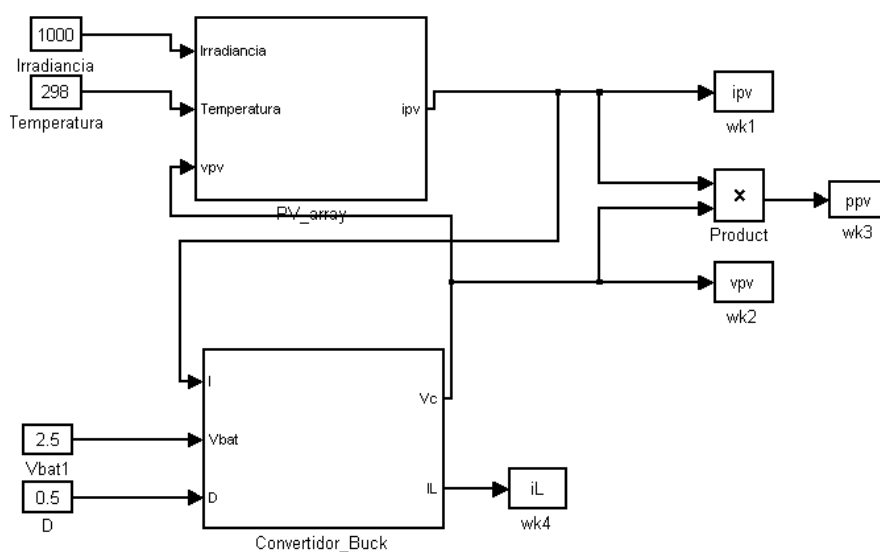 1000
Irradiancia
298
Temperatura
Irradiancia
Temperatura
vpv
ipv
PV_array
ipv
wk1
×
Product
ppv
wk3
vpv
wk2
I
Vbat
D
Vc
IL
Convertidor_Buck
2.5
Vbat1
0.5
D
iL
wk4